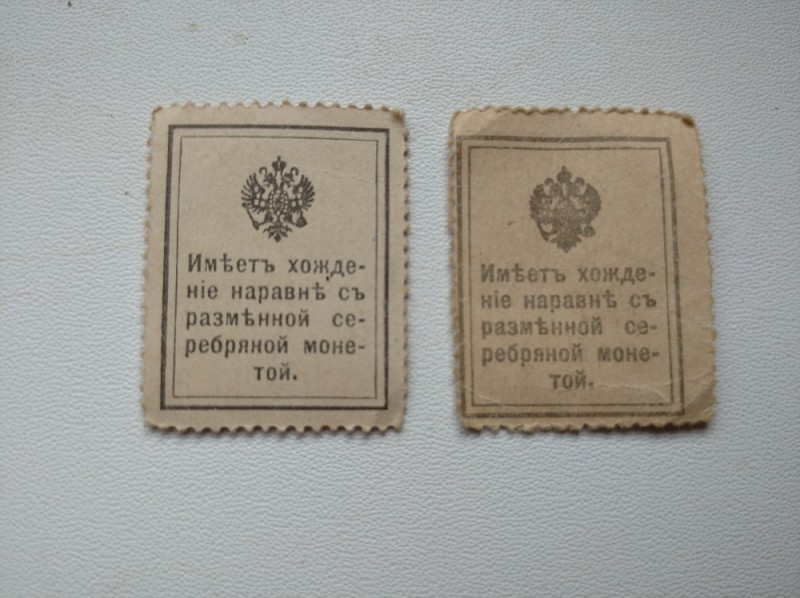 Имѣетъ хожде-
ніе наравнѣ съ
размѣнной се-
ребряной моне-
той.
Имѣетъ хожде-
ніе наравнѣ съ
размѣнной се-
ребряной моне-
той.